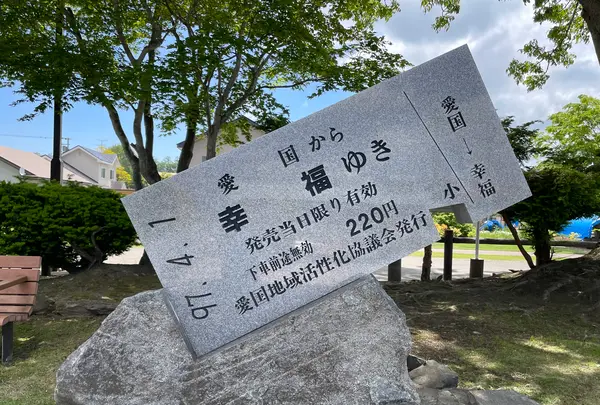 97.4.-1
愛国から
幸福ゆき
発売当日限り有効
下車前途無効 220円
愛国地域活性化協議会発行
愛国→幸福
小